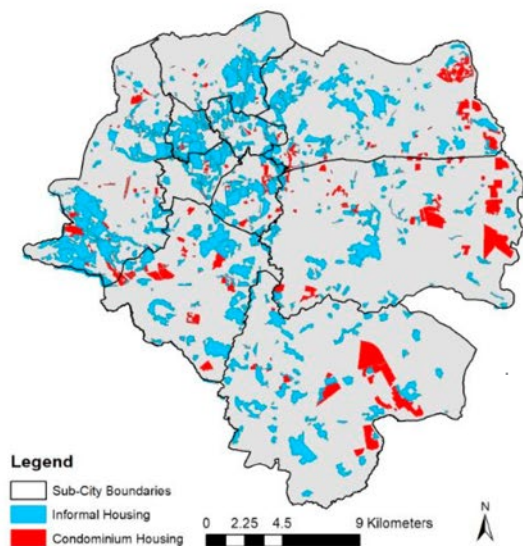 Legend
Sub-City Boundaries
Informal Housing
Condominium Housing
0 2.25 4.5 9 Kilometers
N